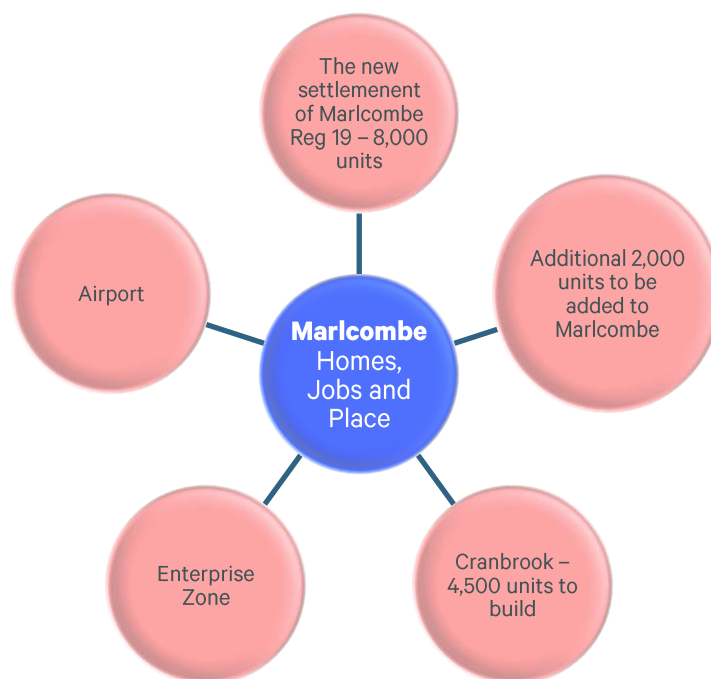 The new
settlemenent
of Marlcombe
Reg 19 – 8,000
units
Additional 2,000
units to be
added to
Marlcombe
Airport
Marlcombe
Homes,
Jobs and
Place
Enterprise
Zone
Cranbrook –
4,500 units to
build